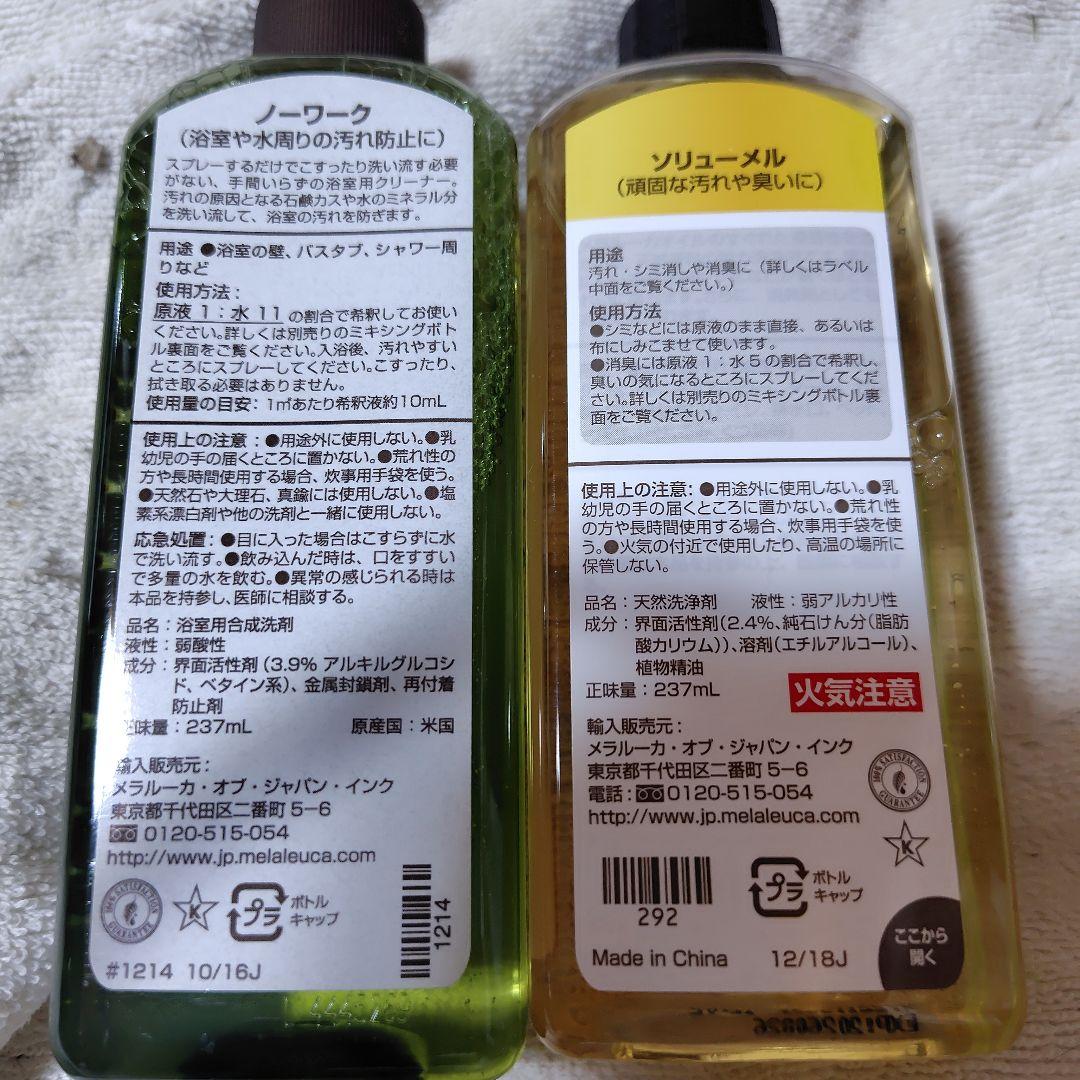 ノーワーク
(浴室や水周りの汚れ防止に)
スプレーするだけでこすったり洗い流す必要
がない、手間いらずの浴室用クリーナー。
汚れの原因となる石鹸カスや水のミネラル分
を洗い流して、浴室の汚れを防ぎます。
用途 ●浴室の壁、バスタブ、シャワー周
りなど
使用方法:
原液 1:水 11 の割合で希釈してお使い
ください。詳しくは別売りのミキシングボト
ル裏面をご覧ください。入浴後、汚れやすい
ところにスプレーしてください。こすったり、
拭き取る必要はありません。
使用量の目安:1㎡あたり希釈液約10mL
使用上の注意:●用途外に使用しない。●乳
幼児の手の届くところに置かない。●荒れ性の
方や長時間使用する場合、炊事用手袋を使う。
●天然石や大理石、真鍮には使用しない。●塩
素系漂白剤や他の洗剤と一緒に使用しない。
応急処置:●目に入った場合はこすらずに水
で洗い流す。●飲み込んだ時は、口をすすい
で多量の水を飲む。●異常の感じられる時は
本品を持参し、医師に相談する。
品名:浴室用合成洗剤
液性:弱酸性
成分:界面活性剤(3.9% アルキルグルコシ
ド、ベタイン系)、金属封鎖剤、再付着
防止剤
正味量:237mL 原産国:米国
輸入販売元:
メラルーカ・オブ・ジャパン・インク
東京都千代田区二番町 5-6
0120-515-054
http://www.jp.melaleuca.com
100% SATISFACTION GUARANTEE
K
プラ
ボトル
キャップ
1214
#1214 10/16J
ソリューメル
(頑固な汚れや臭いに)
用途
汚れ・シミ消しや消臭に(詳しくはラベル
中面をご覧ください。)
使用方法
●シミなどには原液のまま直接、あるいは
布にしみこませて使います。
●消臭には原液 1:水 5 の割合で希釈し、
臭いの気になるところにスプレーしてくだ
さい。詳しくは別売りのミキシングボトル裏
面をご覧ください。
使用上の注意:●用途外に使用しない。●乳
幼児の手の届くところに置かない。●荒れ性
の方や長時間使用する場合、炊事用手袋を使
う。●火気の付近で使用したり、高温の場所に
保管しない。
品名:天然洗浄剤 液性:弱アルカリ性
成分:界面活性剤(2.4%、純石けん分(脂肪
酸カリウム))、溶剤(エチルアルコール)、
植物精油
正味量:237mL
火気注意
輸入販売元:
メラルーカ・オブ・ジャパン・インク
東京都千代田区二番町 5-6
電話:0120-515-054
http://www.jp.melaleuca.com
100% SATISFACTION GUARANTEE
K
292
プラ
ボトル
キャップ
Made in China 12/18J
ここから
開く